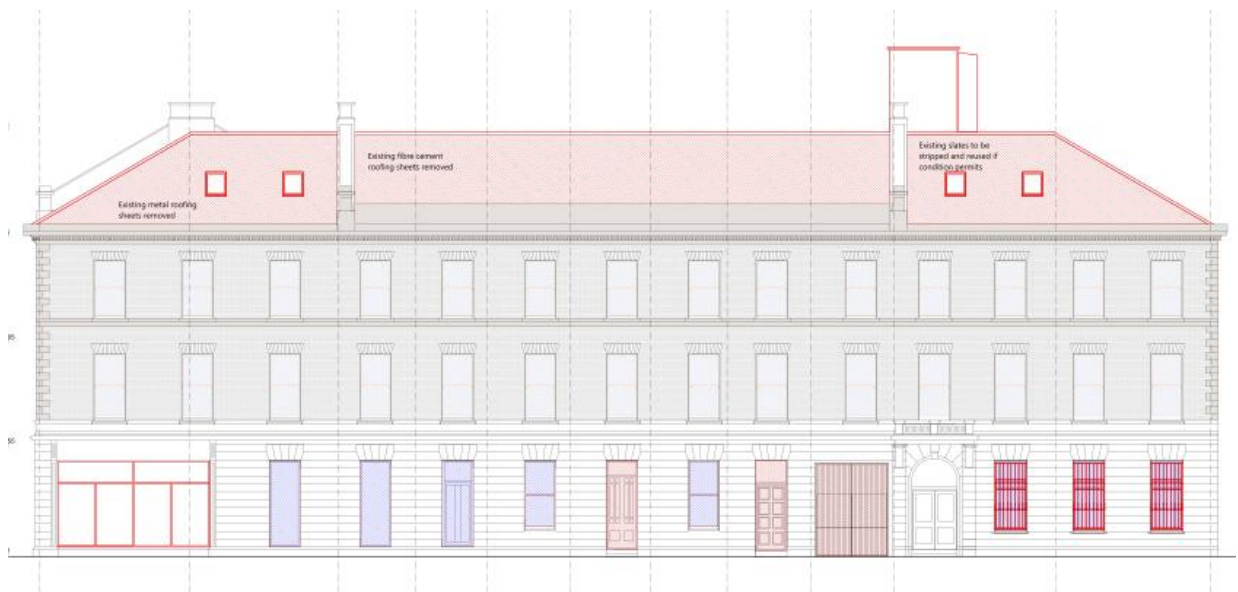 Existing fibre cement
roofing sheets removed
Existing slates to be
stripped and reused if
condition permits
Existing metal roofing
sheets removed